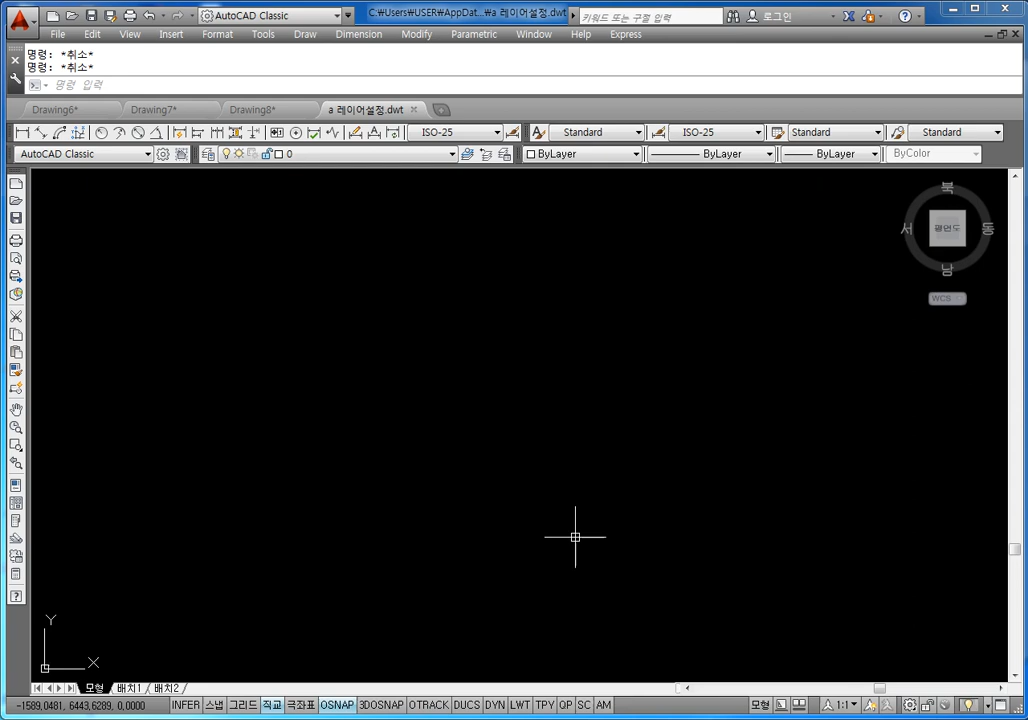 AutoCAD Classic
C:\Users\USER\AppDat...\a 레이어설정.dwt
키워드 또는 구절 입력
로그인
File Edit View Insert Format Tools Draw Dimension Modify Parametric Window Help Express
명령: *취소*
명령: *취소*
명령 입력
Drawing6* Drawing7* Drawing8* a 레이어설정.dwt
ISO-25 Standard ISO-25 Standard Standard
AutoCAD Classic 0 ByLayer ByLayer ByLayer ByColor
북
서 평면도 동
남
WCS
Y
X
모형 배치1 배치2
-1589,0481, 6443,6289, 0,0000 INFER 스냅 그리드 직교 극좌표 OSNAP 3DOSNAP OTRACK DUCS DYN LWT TPY QP SC AM 모형 1:1